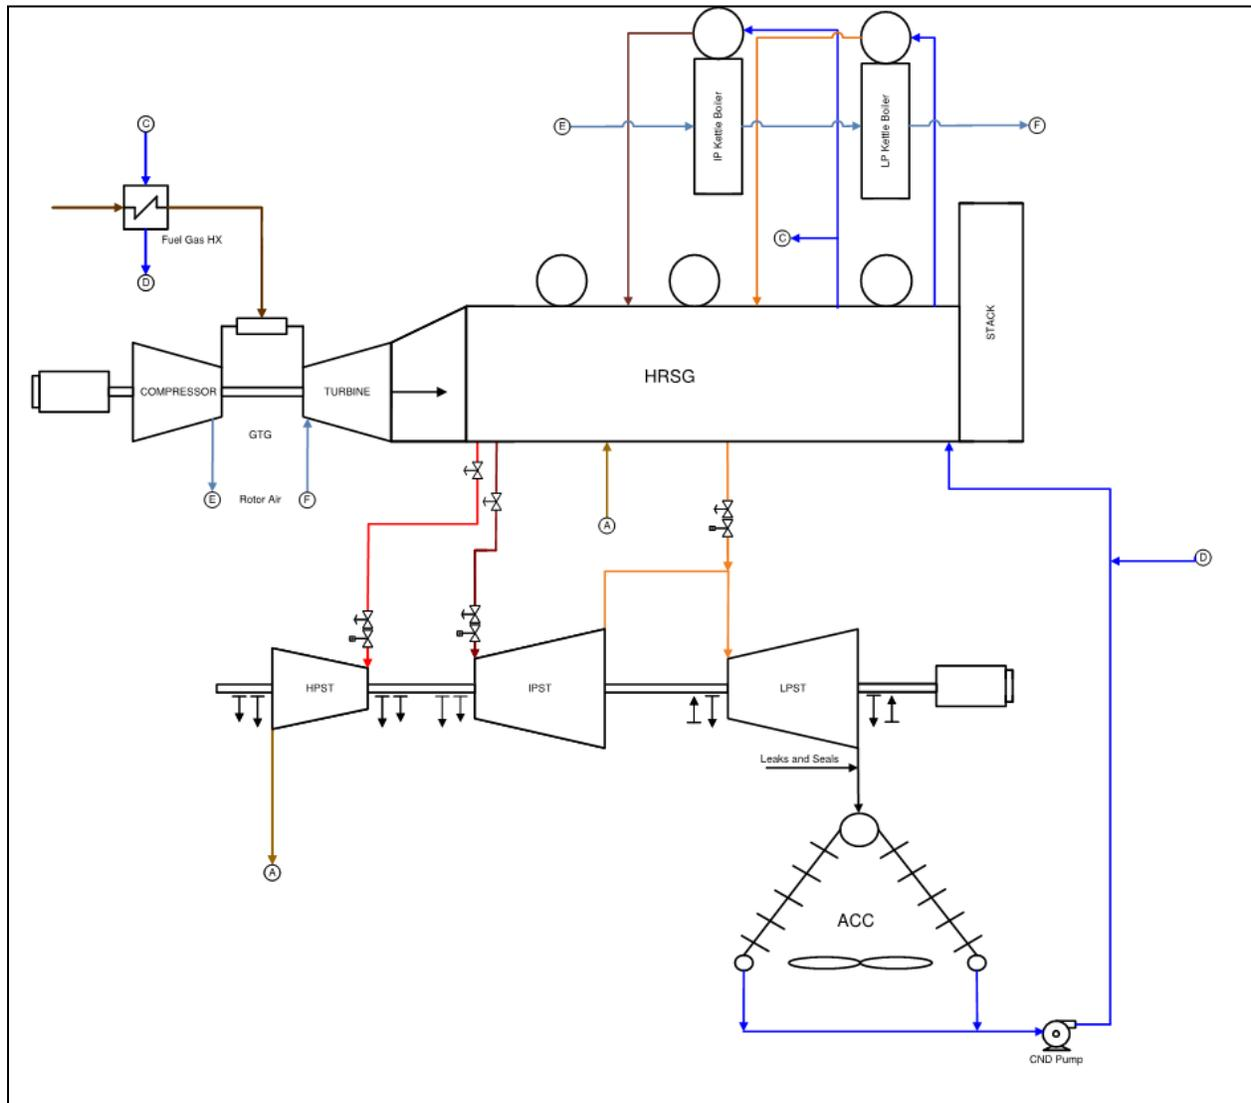 IP Kettle Boiler
LP Kettle Boiler
C
E
F
Fuel Gas HX
C
D
STACK
HRSG
COMPRESSOR
TURBINE
GTG
E
Rotor Air
F
A
D
HPST
IPST
LPST
Leaks and Seals
A
ACC
CND Pump